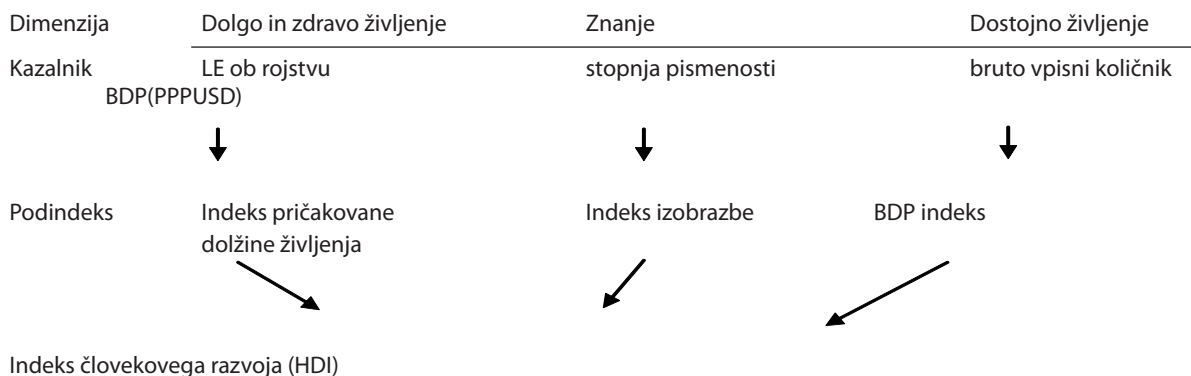 Dimenzija Dolgo in zdravo življenje Znanje Dostojno življenje
Kazalnik LE ob rojstvu stopnja pismenosti bruto vpisni količnik
BDP(PPPUSD)
Podindeks Indeks pričakovane Indeks izobrazbe BDP indeks
dolžine življenja
Indeks človekovega razvoja (HDI)